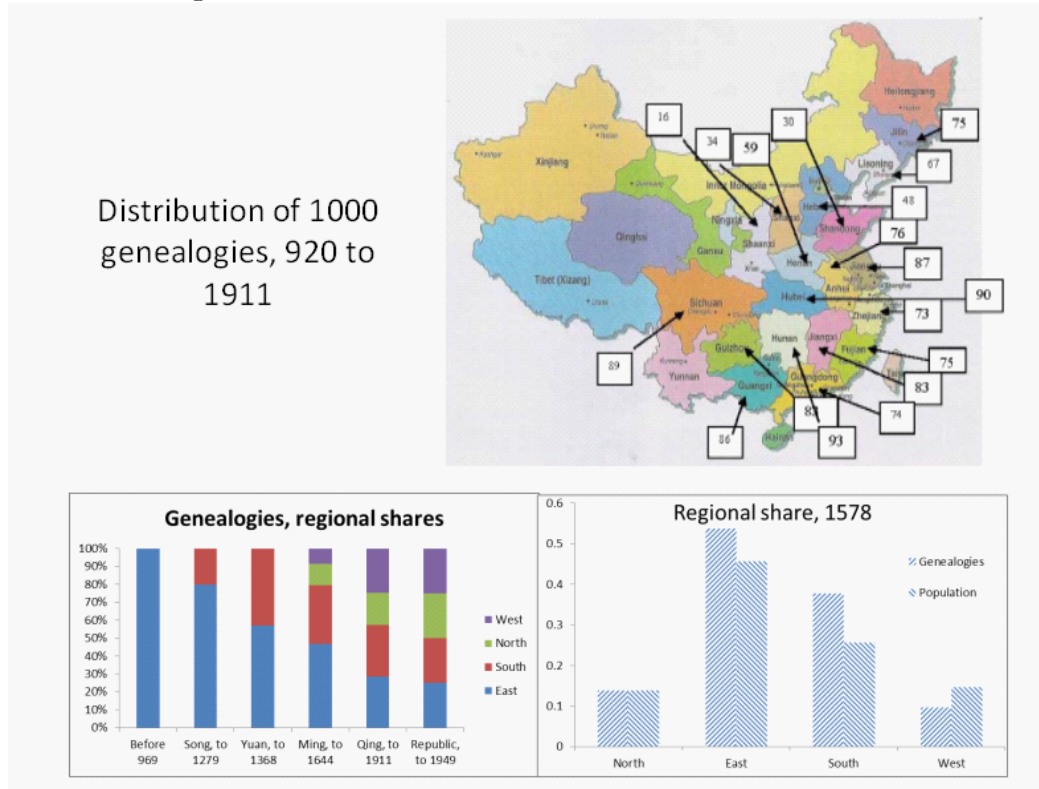 Distribution of 1000
genealogies, 920 to
1911
16
34
59
30
75
67
48
76
87
90
73
75
83
74
93
86
89
Heilongjiang
Jilin
Liaoning
Xinjiang
Inner Mongolia
Ningxia
Qinghai
Gansu
Shaanxi
Shanxi
Shandong
Henan
Anhui
Tibet (Xizang)
Sichuan
Hubei
Zhejian
Hunan
Jiangxi
Fujian
Guizho
Yunnan
Guangxi
Guangdong
Hainan
Genealogies, regional shares
100%
90%
80%
70%
60%
50%
40%
30%
20%
10%
0%
Before
969
Song, to
1279
Yuan, to
1368
Ming, to
1644
Qing, to
1911
Republic,
to 1949
West
North
South
East
Regional share, 1578
0.6
0.5
0.4
0.3
0.2
0.1
0
Genealogies
Population
North
East
South
West